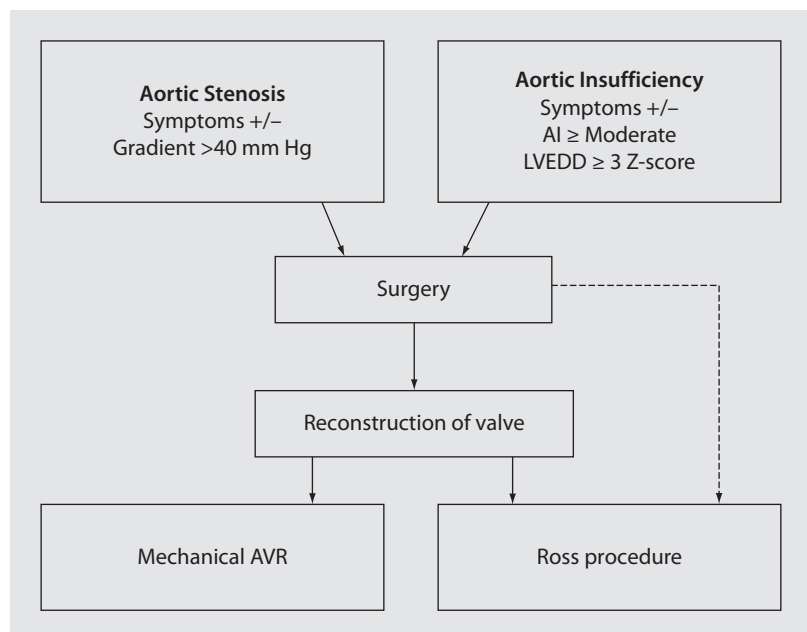 Aortic Stenosis
Symptoms +/–
Gradient >40 mm Hg
Aortic Insufficiency
Symptoms +/–
AI ≥ Moderate
LVEDD ≥ 3 Z-score
Surgery
Reconstruction of valve
Mechanical AVR
Ross procedure